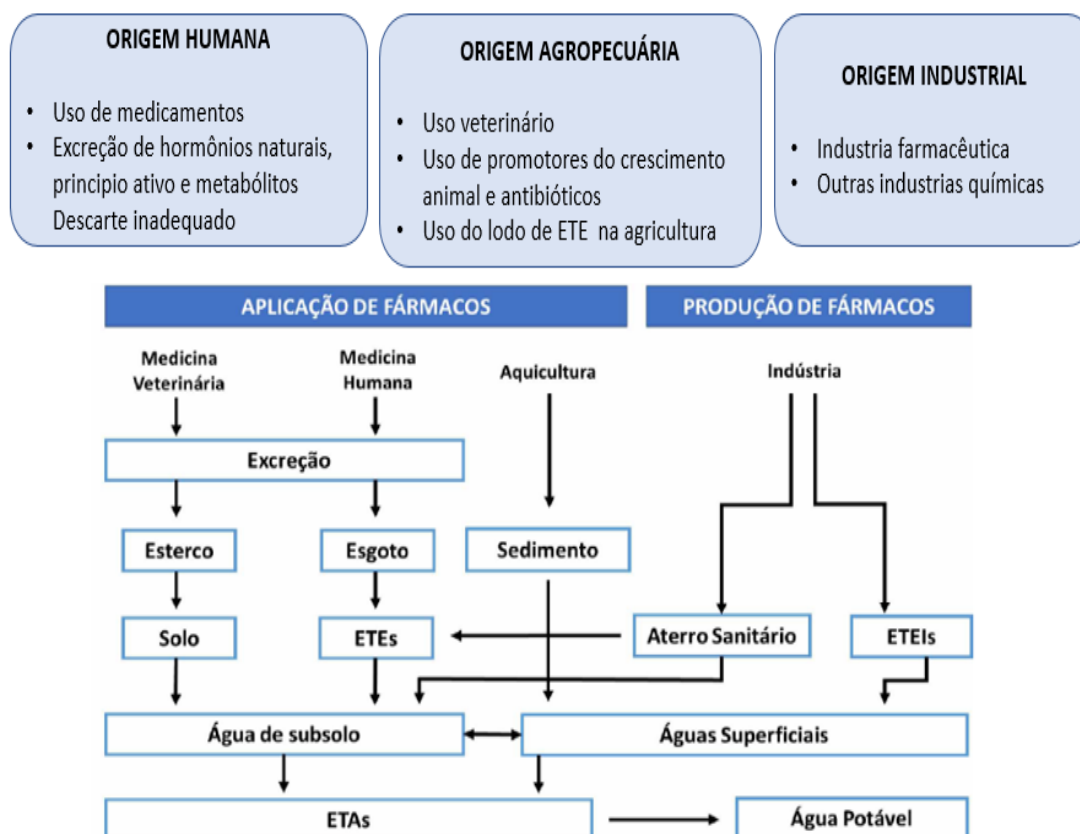 ORIGEM HUMANA
• Uso de medicamentos
• Excreção de hormônios naturais,
principio ativo e metabólitos
Descarte inadequado
ORIGEM AGROPECUÁRIA
• Uso veterinário
• Uso de promotores do crescimento
animal e antibióticos
• Uso do lodo de ETE na agricultura
ORIGEM INDUSTRIAL
• Industria farmacêutica
• Outras industrias químicas
APLICAÇÃO DE FÁRMACOS
PRODUÇÃO DE FÁRMACOS
Medicina
Veterinária
Medicina
Humana
Aquicultura
Indústria
Excreção
Esterco
Esgoto
Sedimento
Solo
ETEs
Aterro Sanitário
ETEIs
Água de subsolo
Águas Superficiais
ETAs
Água Potável